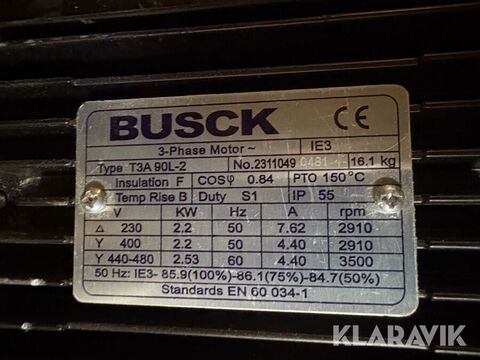 BUSCK CE
3-Phase Motor ~ IE3
Type T3A 90L-2 No.2311049 0481-4 16.1 kg
Insulation F COSφ 0.84 PTO 150°C
Temp Rise B Duty S1 IP 55
V KW Hz A rpm
Δ 230 2.2 50 7.62 2910
Y 400 2.2 50 4.40 2910
Y 440-480 2.53 60 4.40 3500
50 Hz: IE3- 85.9(100%)-86.1(75%)-84.7(50%)
Standards EN 60 034-1
KLARAVIK